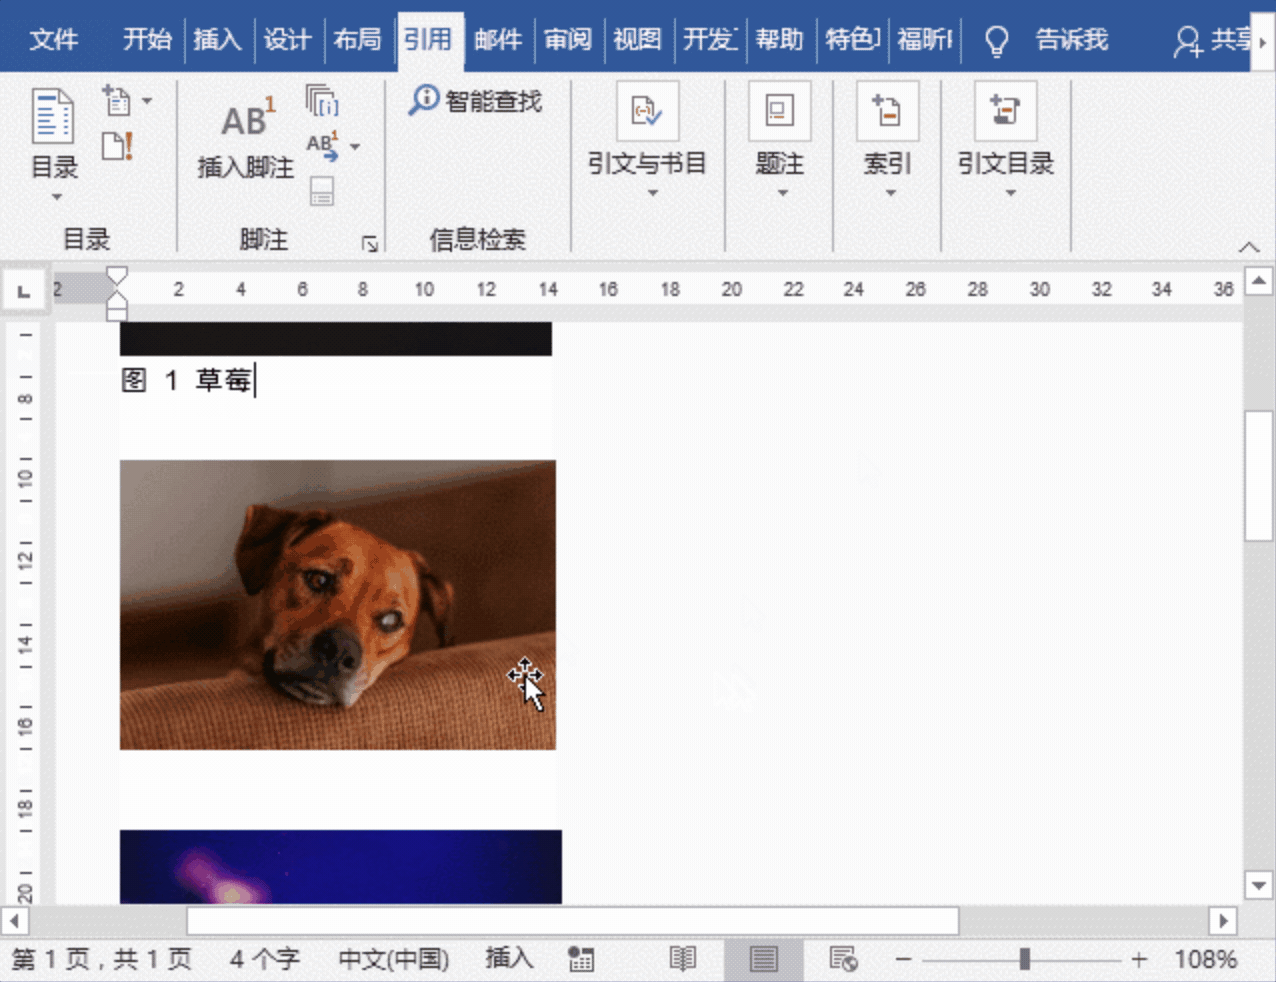 文件 开始 插入 设计 布局 引用 邮件 审阅 视图 开发 帮助 特色 福昕 告诉我 共享
目录
AB1
插入脚注
[i]
AB1
智能查找
引文与书目
题注
索引
引文目录
目录 脚注 信息检索
L 2 2 4 6 8 10 12 14 16 18 20 22 24 26 28 30 32 34 36
图 1 草莓
8
10
12
14
16
18
20
第 1 页，共 1 页 4 个字 中文(中国) 插入 108%